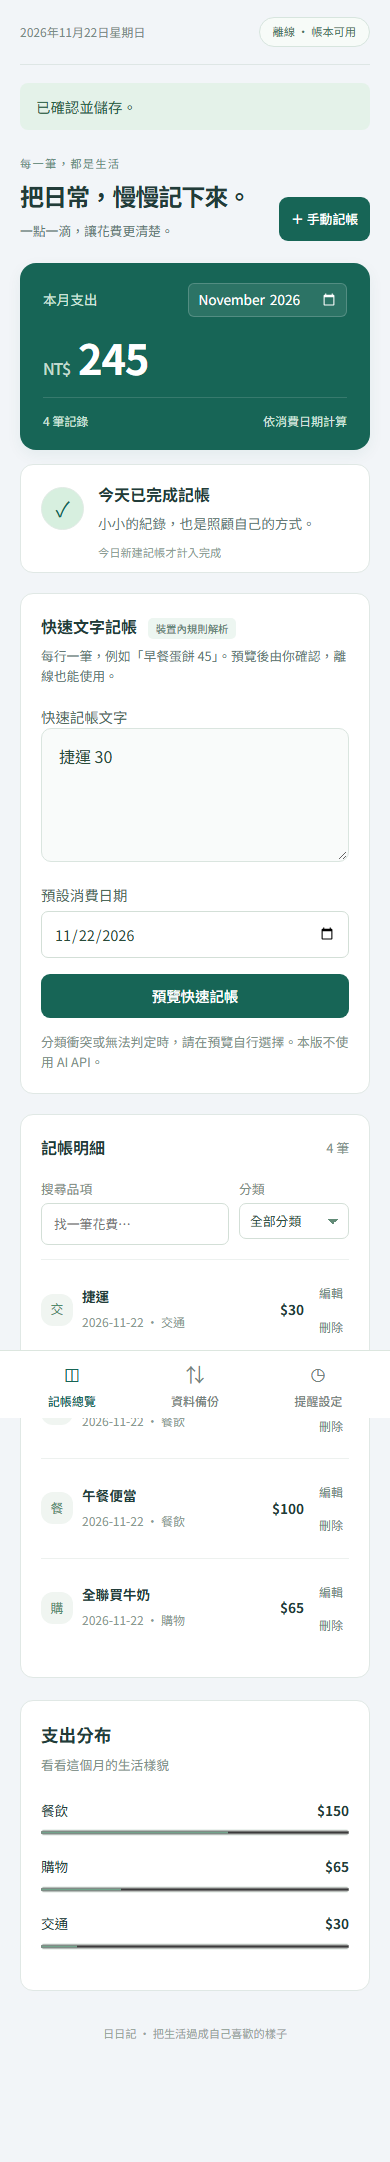 2026年11月22日星期日
離線 · 帳本可用
已確認並儲存。
每一筆，都是生活
把日常，慢慢記下來。
一點一滴，讓花費更清楚。
＋ 手動記帳
本月支出
November 2026
NT$ 245
4 筆記錄
依消費日期計算
✓
今天已完成記帳
小小的紀錄，也是照顧自己的方式。
今日新建記帳才計入完成
快速文字記帳
裝置內規則解析
每行一筆，例如「早餐蛋餅 45」。預覽後由你確認，離
線也能使用。
快速記帳文字
捷運 30
預設消費日期
11/22/2026
預覽快速記帳
分類衝突或無法判定時，請在預覽自行選擇。本版不使
用 AI API。
記帳明細
4 筆
搜尋品項
分類
找一筆花費…
全部分類
交
捷運
2026-11-22 · 交通
$30
編輯
刪除
記帳總覽
資料備份
提醒設定
2026-11-22 · 餐飲
刪除
餐
午餐便當
2026-11-22 · 餐飲
$100
編輯
刪除
購
全聯買牛奶
2026-11-22 · 購物
$65
編輯
刪除
支出分布
看看這個月的生活樣貌
餐飲
$150
購物
$65
交通
$30
日日記 · 把生活過成自己喜歡的樣子